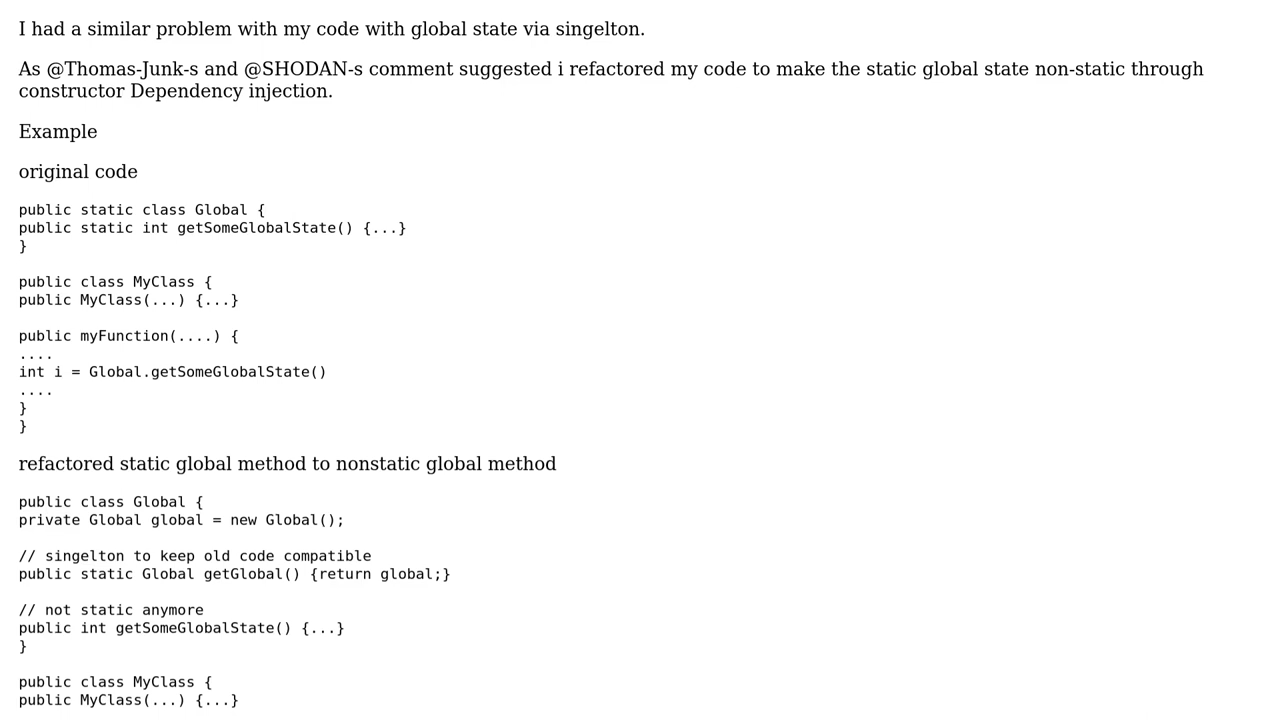 I had a similar problem with my code with global state via singelton.
As @Thomas-Junk-s and @SHODAN-s comment suggested i refactored my code to make the static global state non-static through
constructor Dependency injection.
Example
original code
public static class Global {
public static int getSomeGlobalState() {...}
}
public class MyClass {
public MyClass(...) {...}
public myFunction(....) {
....
int i = Global.getSomeGlobalState()
....
}
}
refactored static global method to nonstatic global method
public class Global {
private Global global = new Global();
// singelton to keep old code compatible
public static Global getGlobal() {return global;}
// not static anymore
public int getSomeGlobalState() {...}
}
public class MyClass {
public MyClass(...) {...}